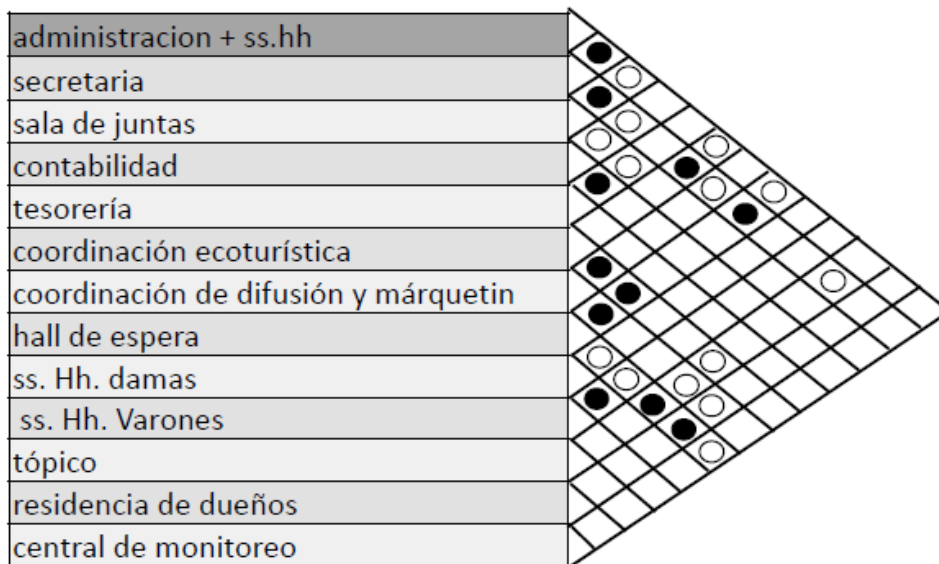 administracion + ss.hh
secretaria
sala de juntas
contabilidad
tesorería
coordinación ecoturística
coordinación de difusión y márquetin
hall de espera
ss. Hh. damas
ss. Hh. Varones
tópico
residencia de dueños
central de monitoreo